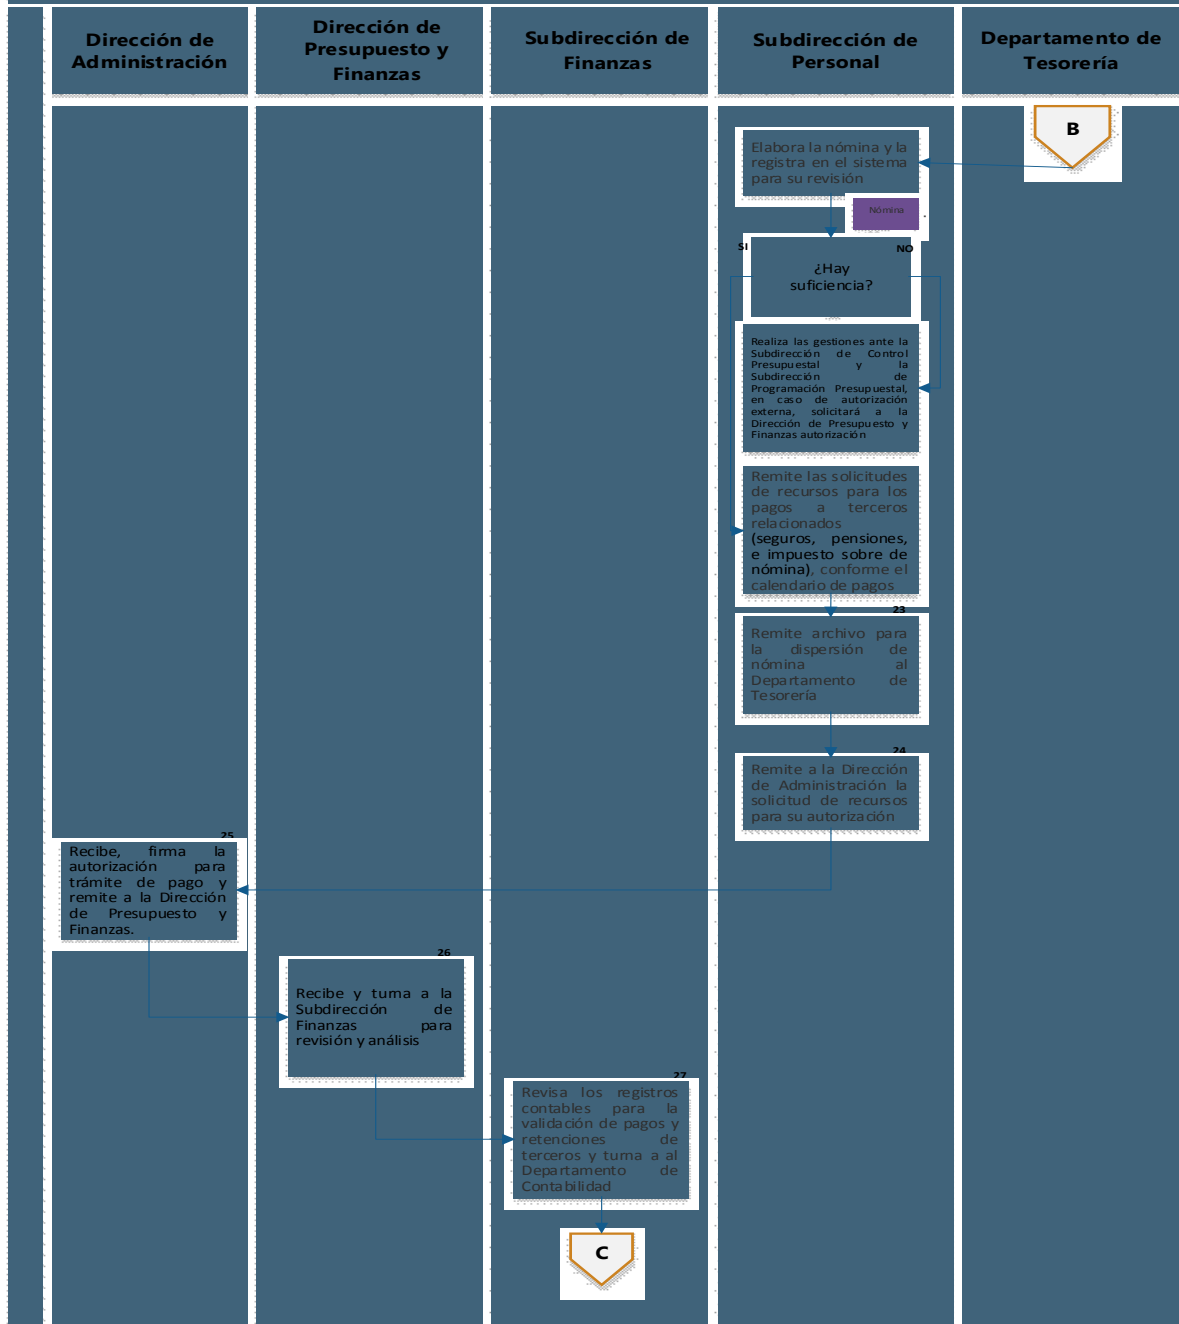 Dirección de
Administración
Dirección de
Presupuesto y
Finanzas
Subdirección de
Finanzas
Subdirección de
Personal
Departamento de
Tesorería
B
Elabora la nómina y la
registra en el sistema
para su revisión
Nómina
SI
NO
¿Hay
suficiencia?
Realiza las gestiones ante la
Subdirección de Control
Presupuestal y la
Subdirección de
Programación Presupuestal,
en caso de autorización
externa, solicitará a la
Dirección de Presupuesto y
Finanzas autorización
Remite las solicitudes
de recursos para los
pagos a terceros
relacionados
(seguros, pensiones,
e impuesto sobre de
nómina), conforme el
calendario de pagos
23
Remite archivo para
la dispersión de
nómina al
Departamento de
Tesorería
24
Remite a la Dirección
de Administración la
solicitud de recursos
para su autorización
25
Recibe, firma la
autorización para
trámite de pago y
remite a la Dirección
de Presupuesto y
Finanzas.
26
Recibe y turna a la
Subdirección de
Finanzas para
revisión y análisis
27
Revisa los registros
contables para la
validación de pagos y
retenciones de
terceros y turna a al
Departamento de
Contabilidad
C